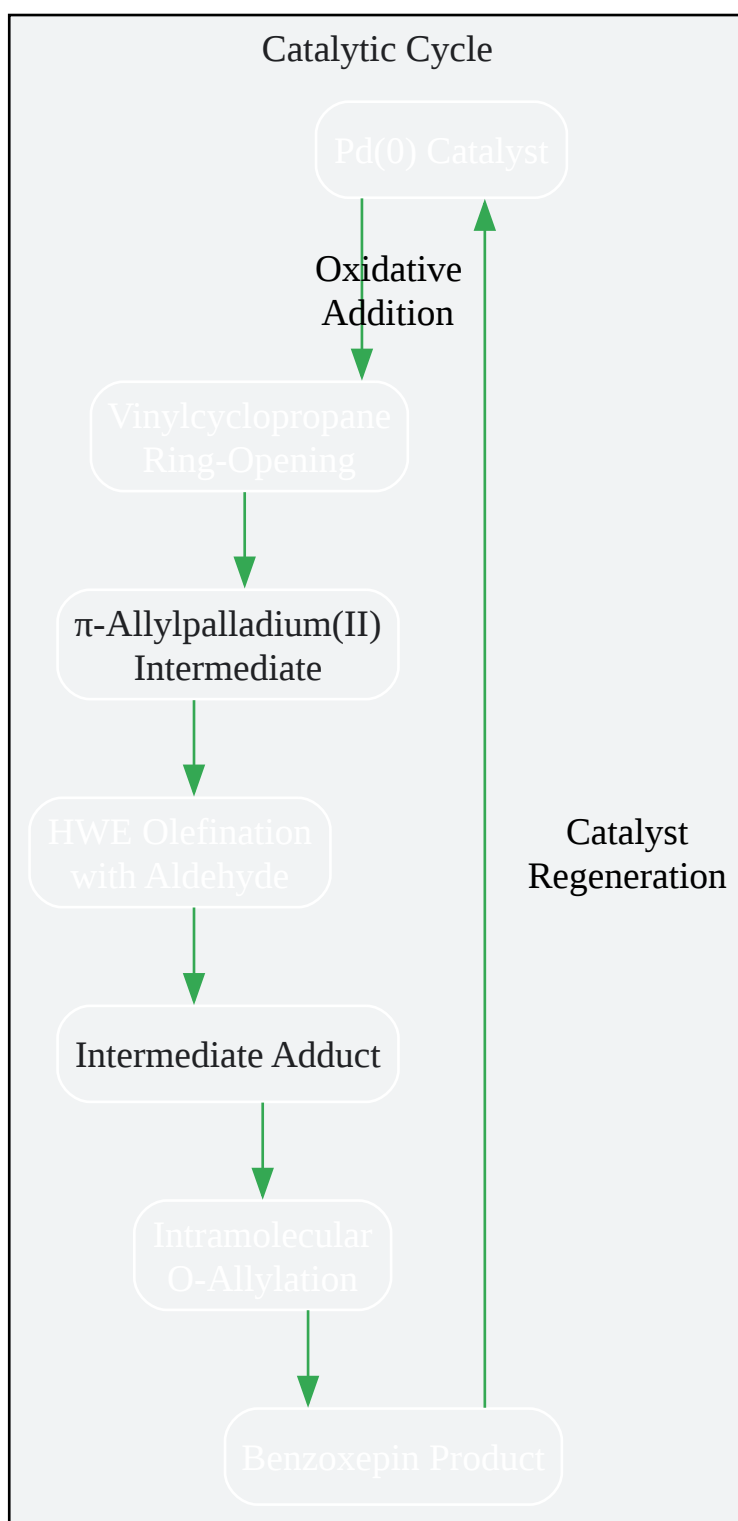 Catalytic Cycle
Pd(0) Catalyst
Oxidative
Addition
Vinylcyclopropane
Ring-Opening
π-Allylpalladium(II)
Intermediate
HWE Olefination
with Aldehyde
Catalyst
Regeneration
Intermediate Adduct
Intramolecular
O-Allylation
Benzoxepin Product